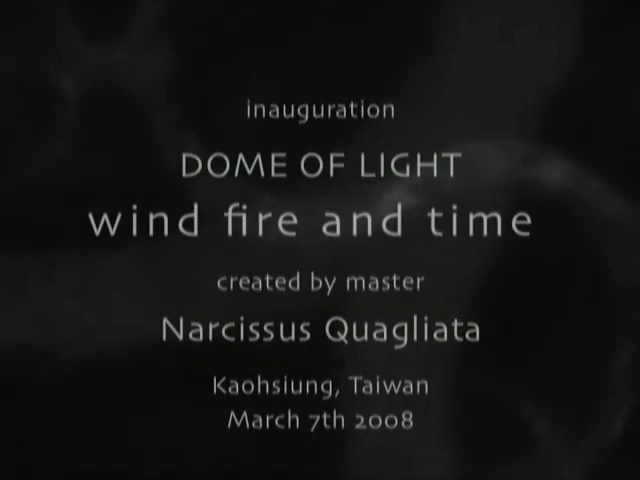 inauguration
DOME OF LIGHT
wind fire and time
created by master
Narcissus Quagliata
Kaohsiung, Taiwan
March 7th 2008